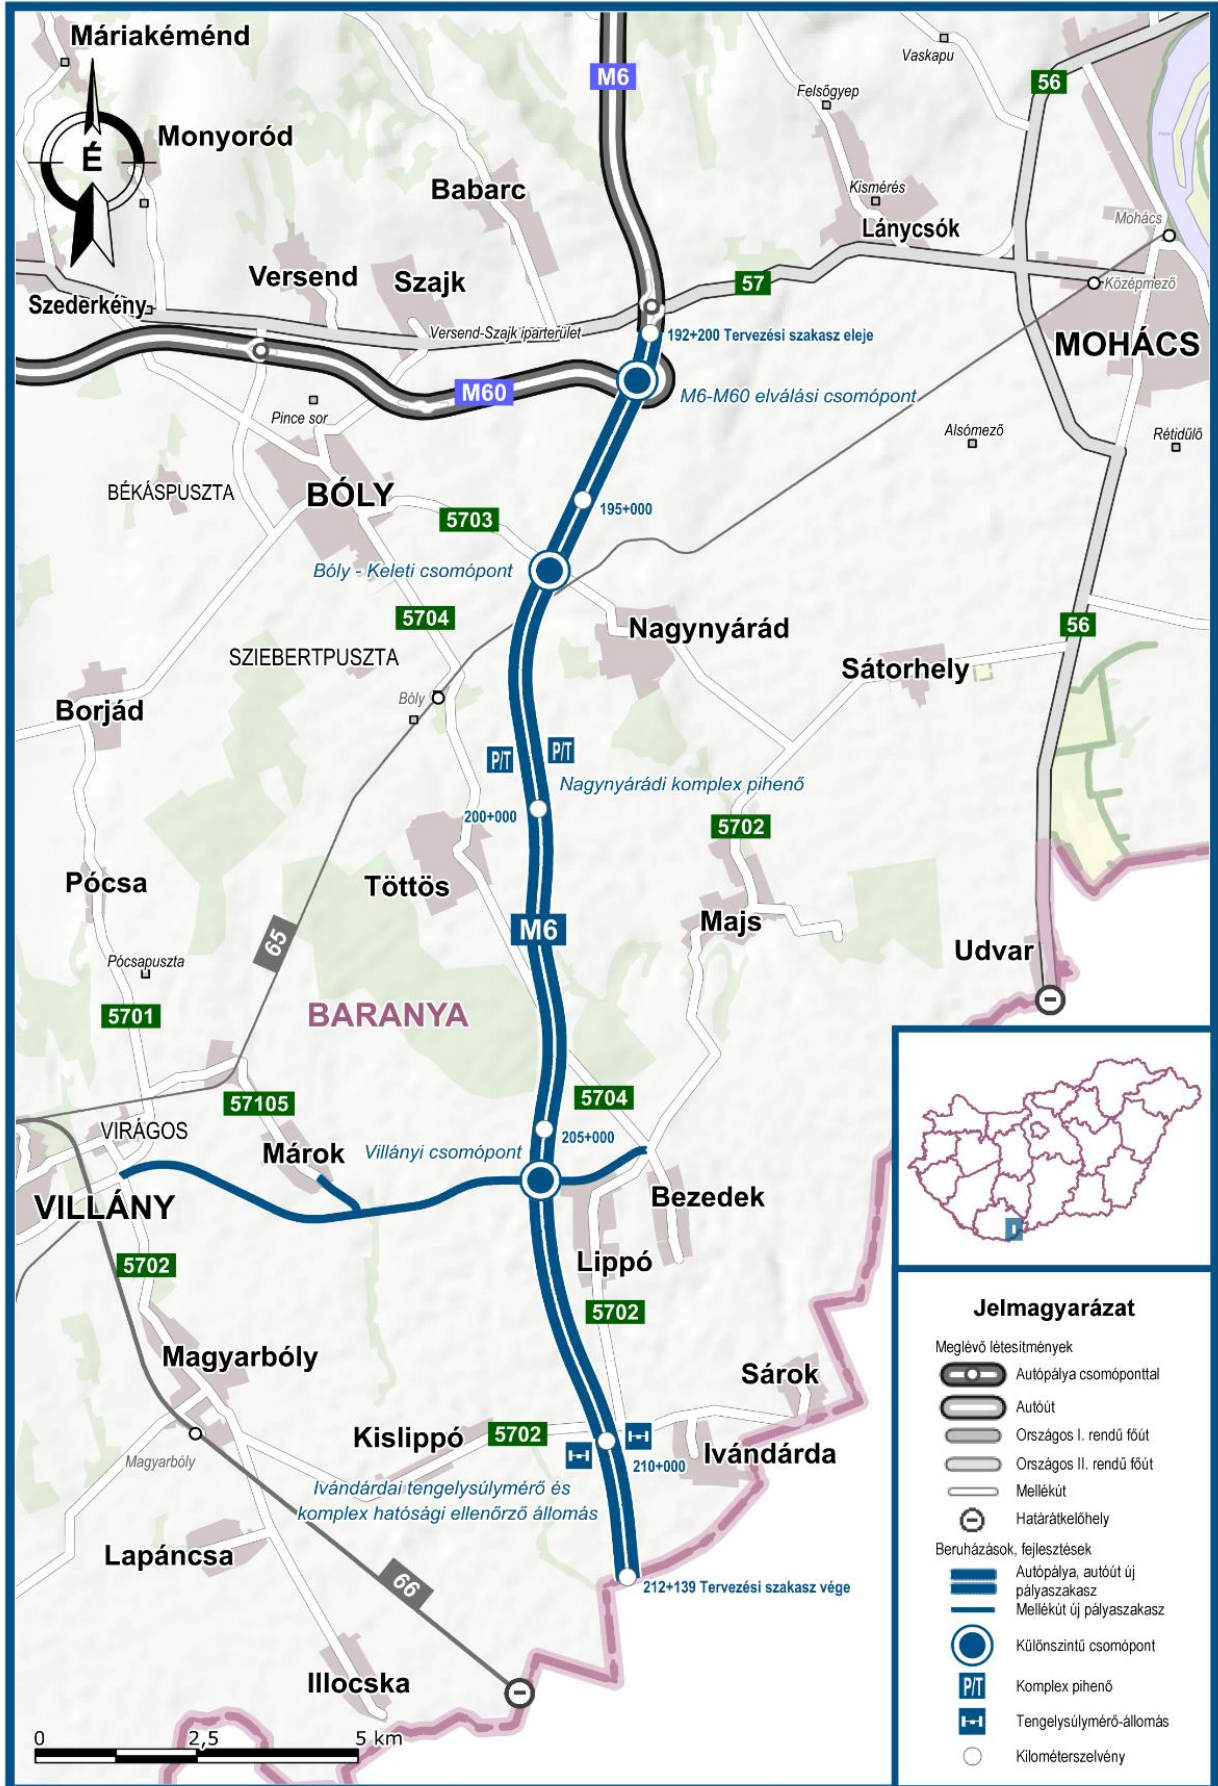 Máriakéménd
M6
Vaskapu
56
Felsőgyep
É
Monyoród
Babarc
Kismérés
Lánycsók
Mohács
Versend
Szajk
57
Középmező
Szederkény
Versend-Szajk iparterület
192+200 Tervezési szakasz eleje
MOHÁCS
M60
M6-M60 elválási csomópont
Pince sor
Alsómező
Rétidűlő
BÉKÁSPUSZTA
BÓLY
5703
195+000
Bóly - Keleti csomópont
5704
Nagynyárád
56
SZIEBERTPUSZTA
Sátorhely
Bóly
Borjád
P/T
P/T
Nagynyárádi komplex pihenő
200+000
5702
Pócsa
Töttös
M6
Majs
65
Udvar
Pócsapuszta
5701
BARANYA
57105
5704
VIRÁGOS
205+000
Márok
Villányi csomópont
VILLÁNY
Bezedek
5702
Lippó
5702
Magyarbóly
Sárok
Kislippó
5702
Ivándárda
Magyarbóly
210+000
Ivándárdai tengelysúlymérő és
komplex hatósági ellenőrző állomás
Lapáncsa
66
212+139 Tervezési szakasz vége
Illocska
0 2,5 5 km
Jelmagyarázat
Meglévő létesítmények
Autópálya csomóponttal
Autóút
Országos I. rendű főút
Országos II. rendű főút
Mellékút
Határátkelőhely
Beruházások, fejlesztések
Autópálya, autóút új
pályaszakasz
Mellékút új pályaszakasz
Különszintű csomópont
P/T
Komplex pihenő
Tengelysúlymérő-állomás
Kilométerszelvény